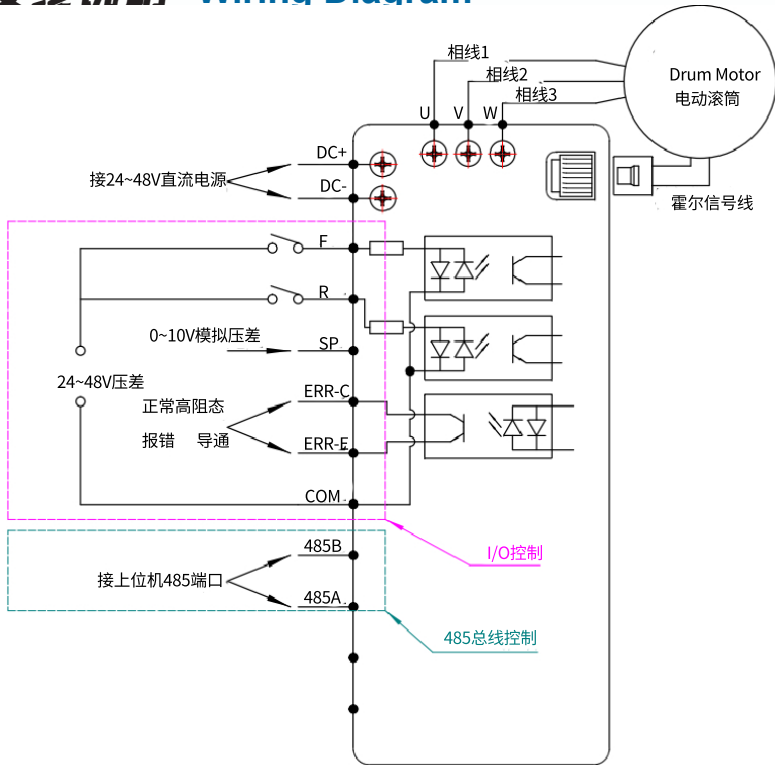 Wiring Diagram
相线1
相线2
相线3
Drum Motor
电动滚筒
U V W
DC+
接24~48V直流电源
DC-
霍尔信号线
F
R
0~10V模拟压差
SP
24~48V压差
ERR-C
正常高阻态
报错 导通
ERR-E
COM
I/O控制
485B
接上位机485端口
485A
485总线控制